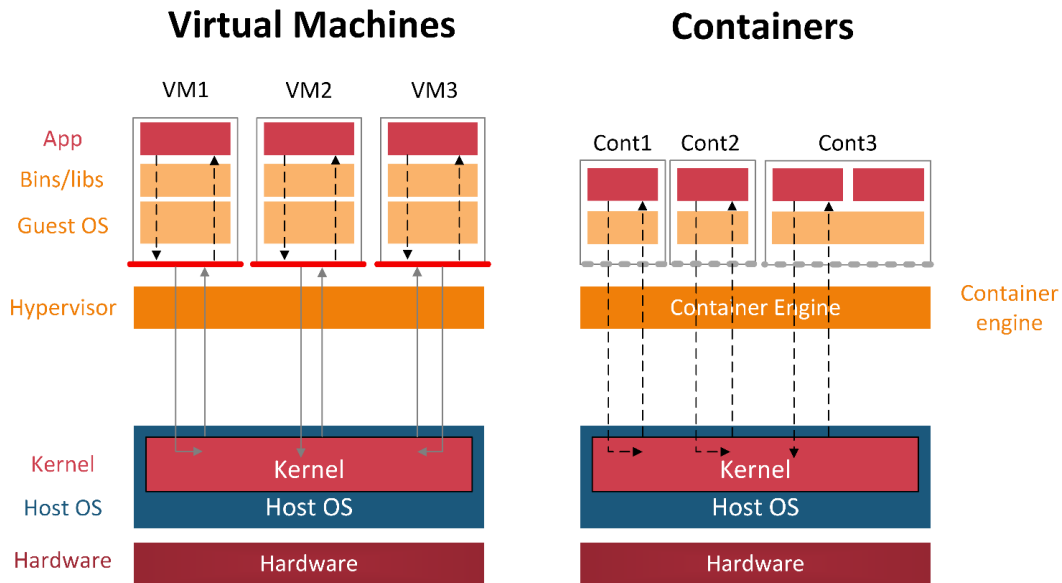 Virtual Machines
Containers
VM1
VM2
VM3
App
Bins/libs
Guest OS
Cont1
Cont2
Cont3
Hypervisor
Container Engine
Container
engine
Kernel
Kernel
Kernel
Host OS
Host OS
Host OS
Hardware
Hardware
Hardware